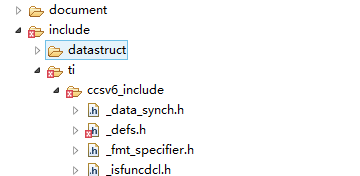 document
include
datastruct
ti
ccsv6_include
_data_synch.h
_defs.h
_fmt_specifier.h
_isfuncdcl.h